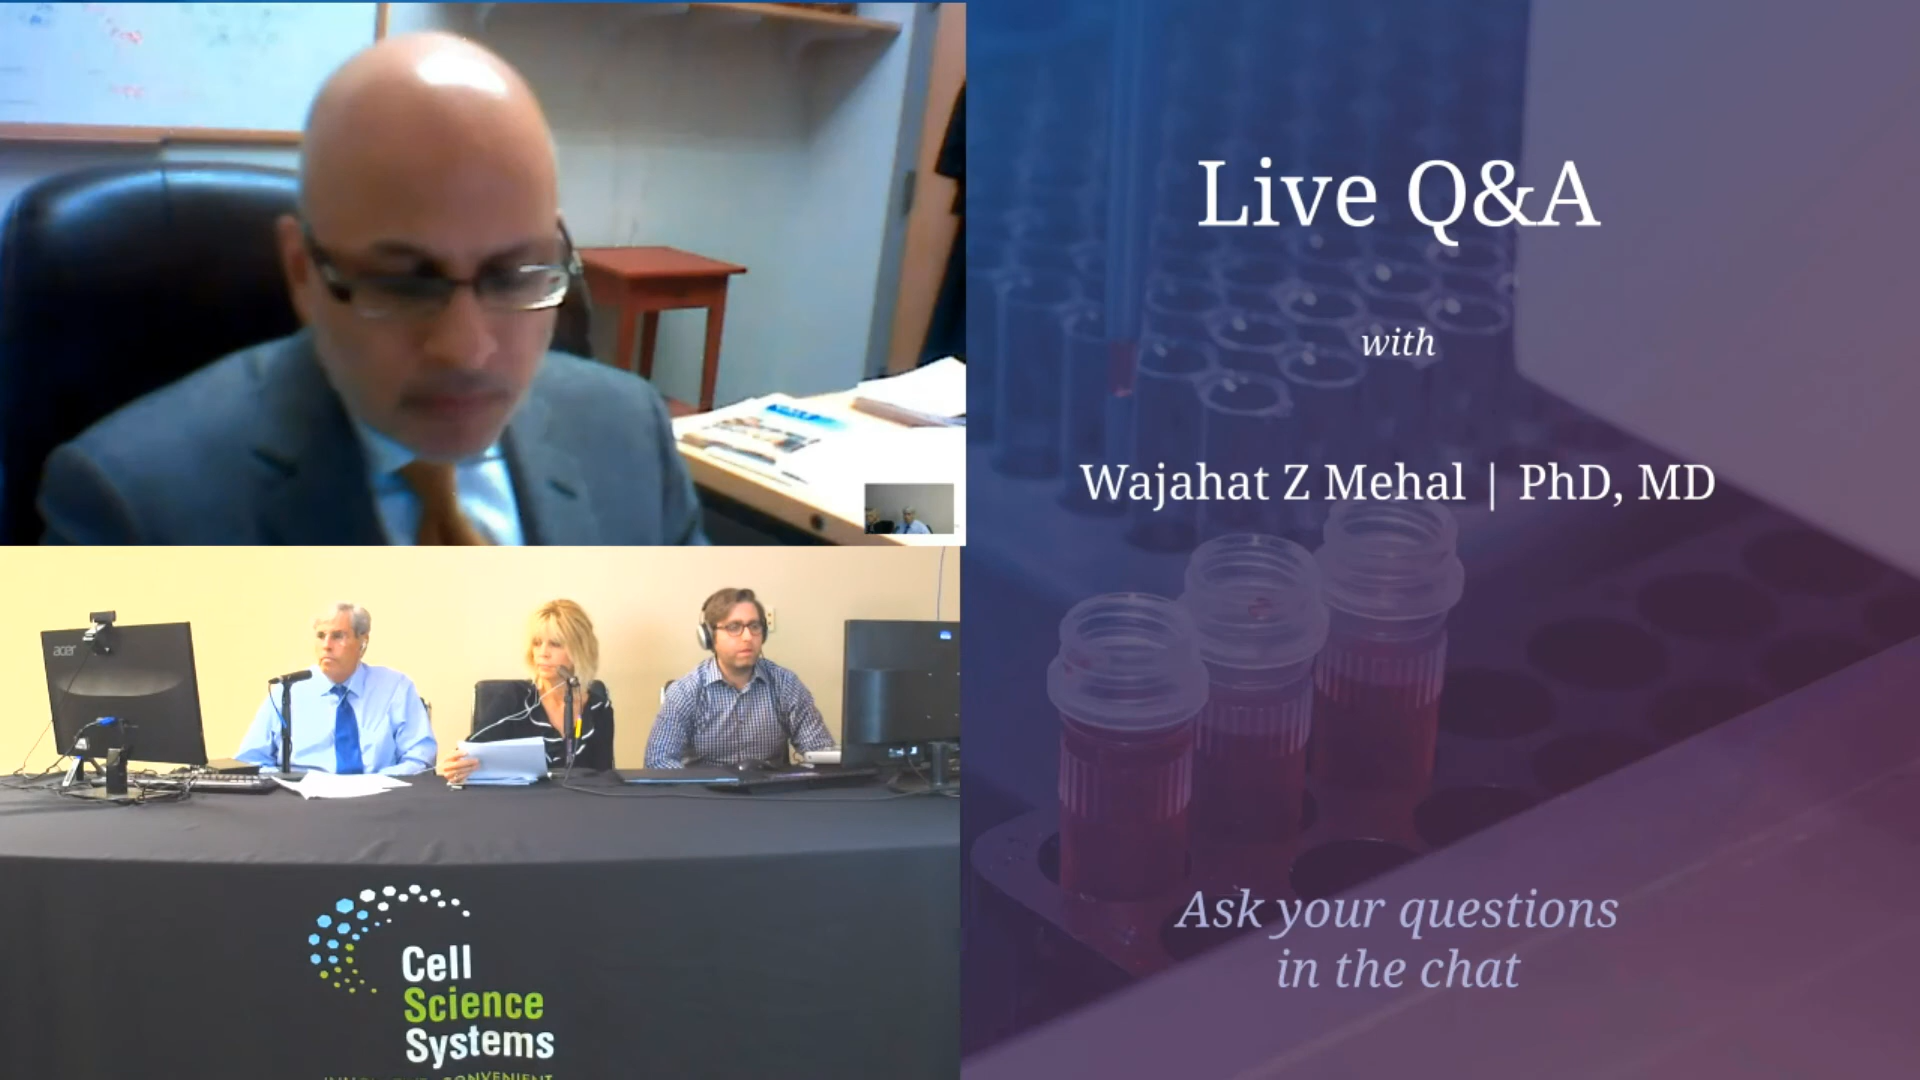 Live Q&A
with
Wajahat Z Mehal | PhD, MD
Ask your questions
in the chat
acer
Cell
Science
Systems